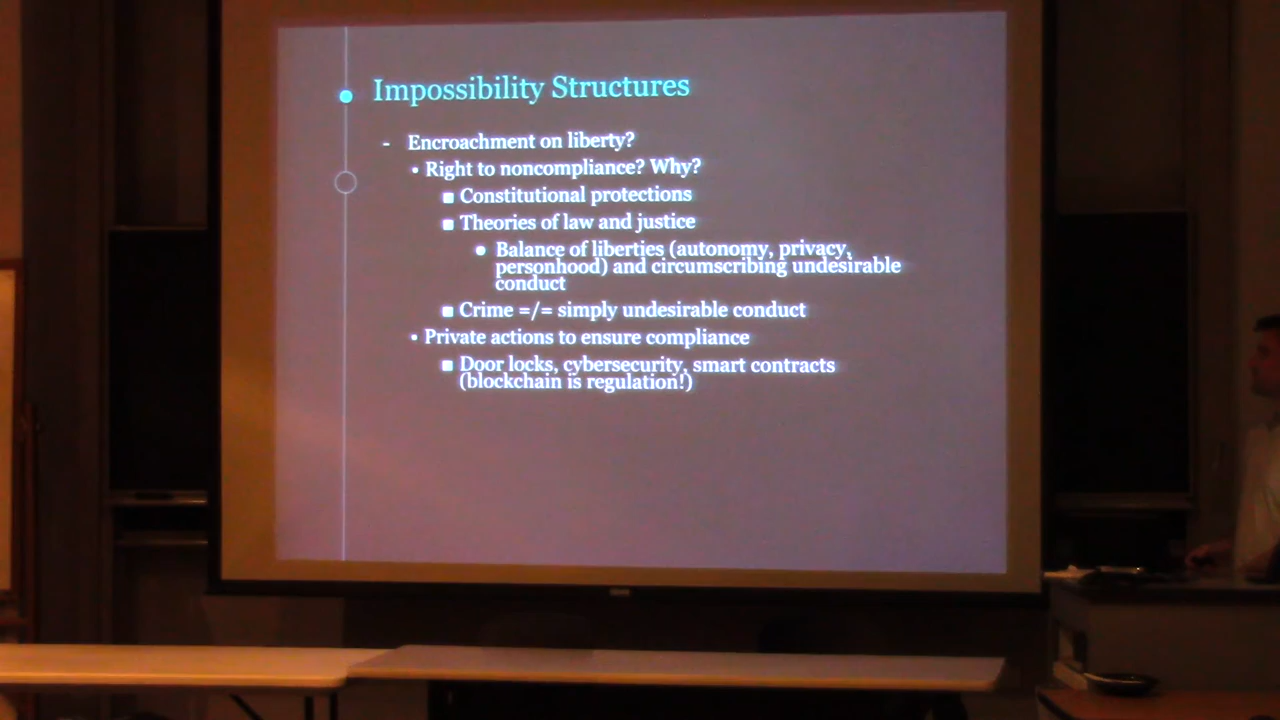 Impossibility Structures
- Encroachment on liberty?
• Right to noncompliance? Why?
▪ Constitutional protections
▪ Theories of law and justice
• Balance of liberties (autonomy, privacy,
personhood) and circumscribing undesirable
conduct
▪ Crime =/= simply undesirable conduct
• Private actions to ensure compliance
▪ Door locks, cybersecurity, smart contracts
(blockchain is regulation!)